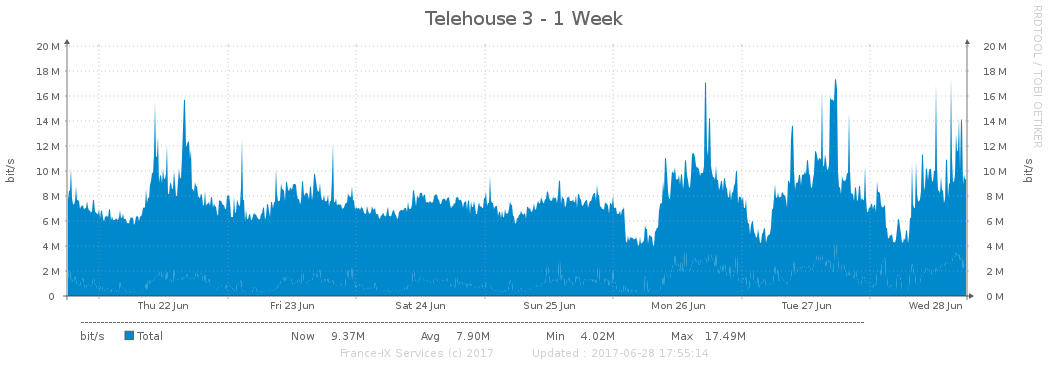 Telehouse 3 - 1 Week
RRDTOOL / TOBI OETIKER
bit/s
20 M 20 M
18 M 18 M
16 M 16 M
14 M 14 M
12 M 12 M
10 M 10 M
8 M 8 M
6 M 6 M
4 M 4 M
2 M 2 M
0 0 M
bit/s
Thu 22 Jun Fri 23 Jun Sat 24 Jun Sun 25 Jun Mon 26 Jun Tue 27 Jun Wed 28 Jun
bit/s Total Now 9.37M Avg 7.90M Min 4.02M Max 17.49M
France-IX Services (c) 2017 Updated : 2017-06-28 17:55:14